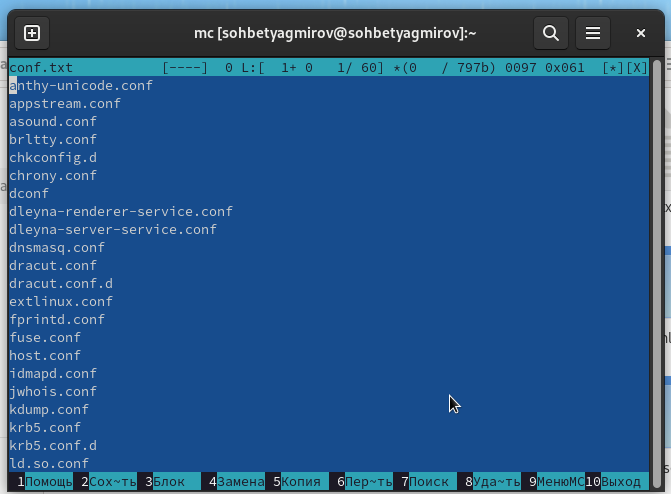 mc [sohbetyagmirov@sohbetyagmirov]:~
conf.txt [----] 0 L:[ 1+ 0 1/ 60] *(0 / 797b) 0097 0x061 [*][X]
anthy-unicode.conf
appstream.conf
asound.conf
brltty.conf
chkconfig.d
chrony.conf
dconf
dleyna-renderer-service.conf
dleyna-server-service.conf
dnsmasq.conf
dracut.conf
dracut.conf.d
extlinux.conf
fprintd.conf
fuse.conf
host.conf
idmapd.conf
jwhois.conf
kdump.conf
krb5.conf
krb5.conf.d
ld.so.conf
1Помощь 2Сох~ть 3Блок 4Замена 5Копия 6Пер~ть 7Поиск 8Уда~ть 9МенюMC 10Выход